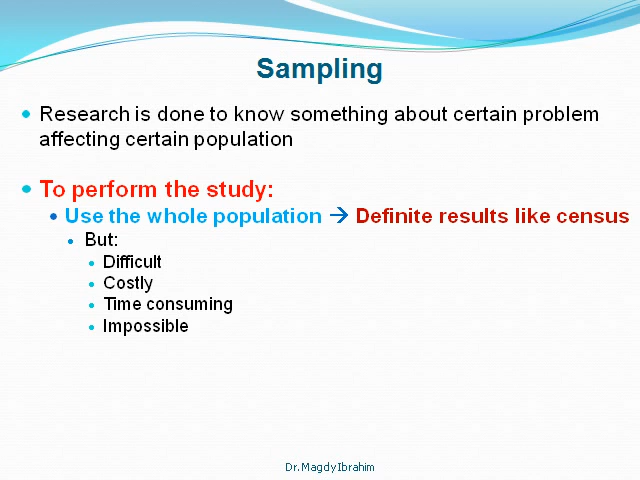 Sampling
Research is done to know something about certain problem
affecting certain population
To perform the study:
Use the whole population → Definite results like census
But:
Difficult
Costly
Time consuming
Impossible
Dr. Magdy Ibrahim